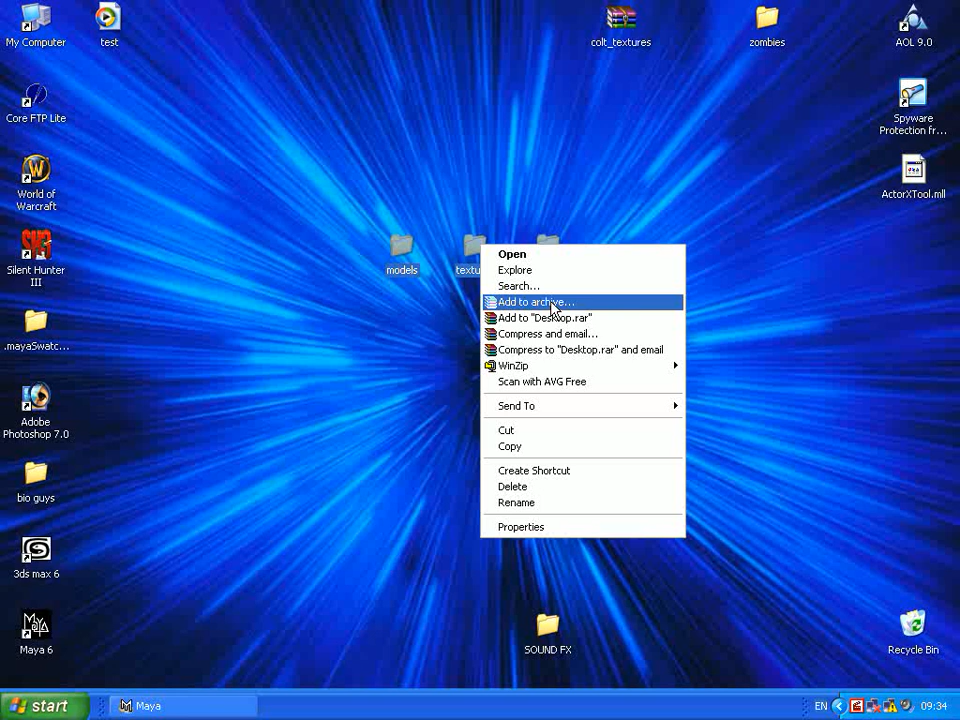 My Computer
test
colt_textures
zombies
AOL 9.0
Core FTP Lite
Spyware
Protection fr...
World of
Warcraft
ActorXTool.mll
Silent Hunter
III
models
Open
Explore
Search...
Add to archive...
Add to "Desktop.rar"
Compress and email...
Compress to "Desktop.rar" and email
WinZip
Scan with AVG Free
Send To
Cut
Copy
Create Shortcut
Delete
Rename
Properties
.mayaSwatc...
Adobe
Photoshop 7.0
bio guys
3ds max 6
Maya 6
SOUND FX
Recycle Bin
start
Maya
EN
09:34